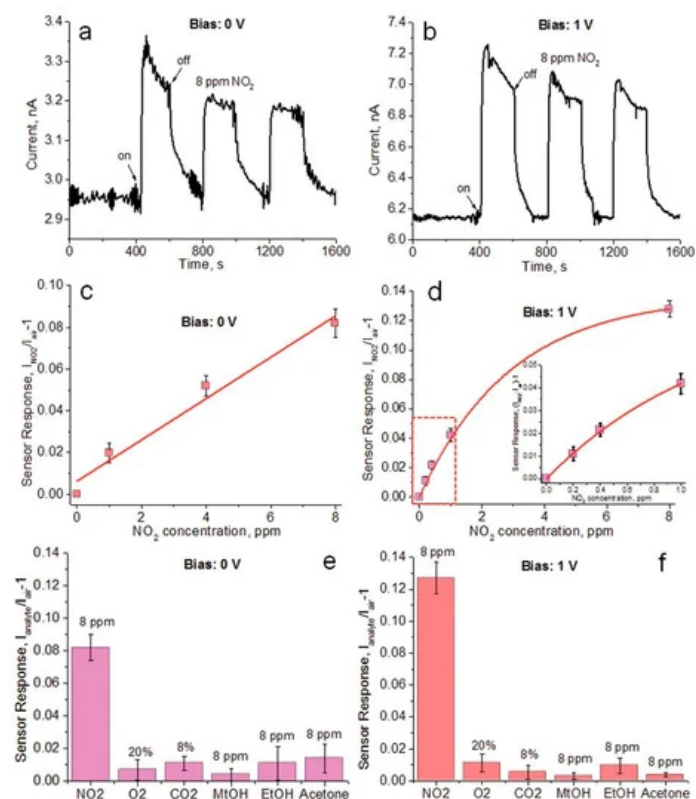 a
Bias: 0 V
3.4
3.3
3.2
3.1
3.0
2.9
Current, nA
on
off
8 ppm NO2
0 400 800 1200 1600
Time, s
b
Bias: 1 V
7.4
7.0
6.8
6.6
6.4
6.2
6.0
Current, nA
on
off
8 ppm NO2
0 400 800 1200 1600
Time, s
c
Bias: 0 V
0.10
0.08
0.06
0.04
0.02
0.00
Sensor Response, INO2/Iair-1
0 2 4 6 8
NO2 concentration, ppm
d
Bias: 1 V
0.14
0.12
0.10
0.08
0.06
0.04
0.02
0.00
Sensor Response, INO2/Iair-1
0 2 4 6 8
NO2 concentration, ppm
0.05
0.04
0.03
0.02
0.01
0.00
0.0 0.2 0.4 0.6 0.8 1.0
NO2 concentration, ppm
e
Bias: 0 V
0.14
0.12
0.10
0.08
0.06
0.04
0.02
0.00
Sensor Response, Ianalyte/Iair-1
8 ppm 20% 8% 8 ppm 8 ppm 8 ppm
NO2 O2 CO2 MtOH EtOH Acetone
f
Bias: 1 V
0.14
0.12
0.10
0.08
0.06
0.04
0.02
0.00
Sensor Response, Ianalyte/Iair-1
8 ppm 20% 8% 8 ppm 8 ppm 8 ppm
NO2 O2 CO2 MtOH EtOH Acetone